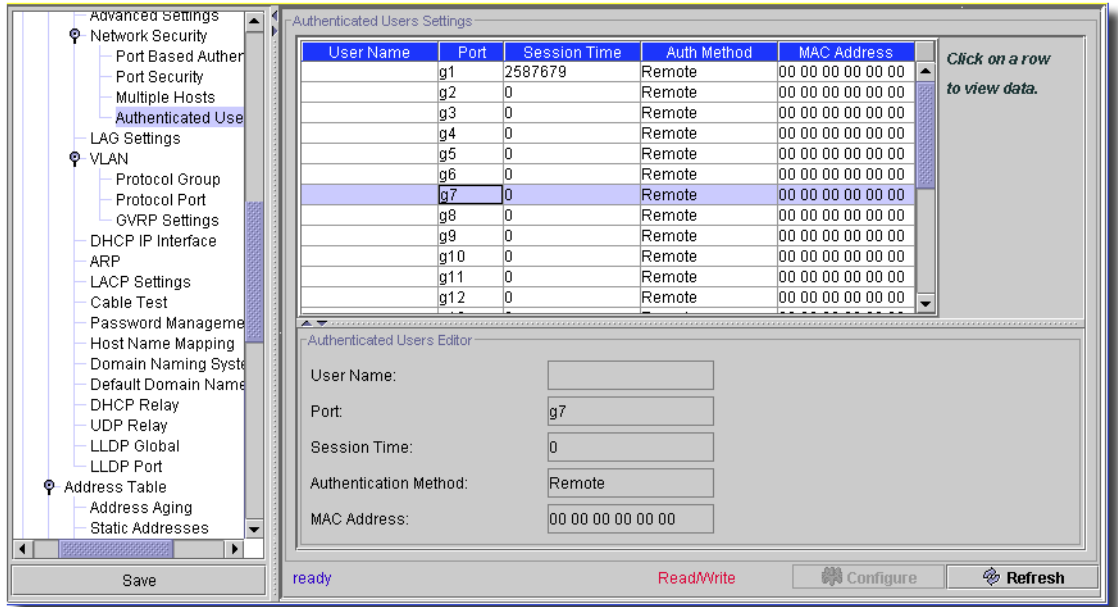 Advanced Settings
Network Security
Port Based Auther
Port Security
Multiple Hosts
Authenticated Use
LAG Settings
VLAN
Protocol Group
Protocol Port
GVRP Settings
DHCP IP Interface
ARP
LACP Settings
Cable Test
Password Manageme
Host Name Mapping
Domain Naming Syste
Default Domain Name
DHCP Relay
UDP Relay
LLDP Global
LLDP Port
Address Table
Address Aging
Static Addresses
Save
Authenticated Users Settings
User Name Port Session Time Auth Method MAC Address
g1 2587679 Remote 00 00 00 00 00 00
g2 0 Remote 00 00 00 00 00 00
g3 0 Remote 00 00 00 00 00 00
g4 0 Remote 00 00 00 00 00 00
g5 0 Remote 00 00 00 00 00 00
g6 0 Remote 00 00 00 00 00 00
g7 0 Remote 00 00 00 00 00 00
g8 0 Remote 00 00 00 00 00 00
g9 0 Remote 00 00 00 00 00 00
g10 0 Remote 00 00 00 00 00 00
g11 0 Remote 00 00 00 00 00 00
g12 0 Remote 00 00 00 00 00 00
Click on a row
to view data.
Authenticated Users Editor
User Name:
Port: g7
Session Time: 0
Authentication Method: Remote
MAC Address: 00 00 00 00 00 00
ready Read/Write Configure Refresh